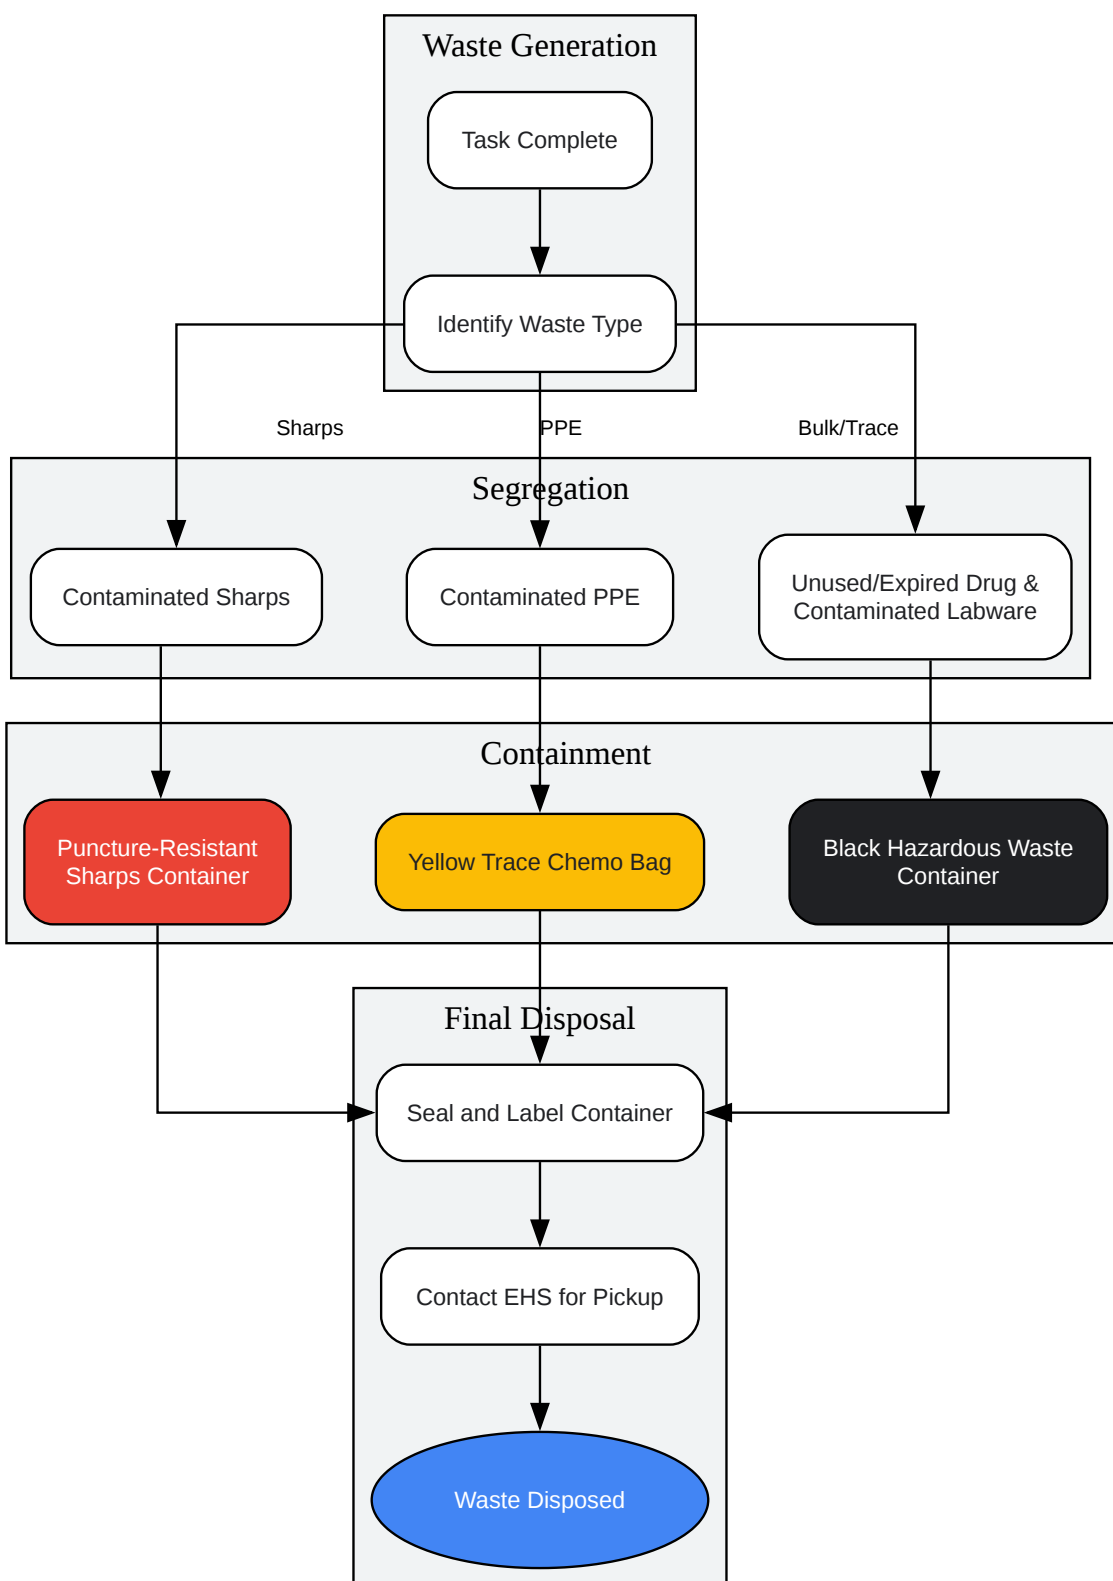 Waste Generation
Task Complete
Identify Waste Type
Sharps
PPE
Bulk/Trace
Segregation
Contaminated Sharps
Contaminated PPE
Unused/Expired Drug &
Contaminated Labware
Containment
Puncture-Resistant
Sharps Container
Yellow Trace Chemo Bag
Black Hazardous Waste
Container
Final Disposal
Seal and Label Container
Contact EHS for Pickup
Waste Disposed